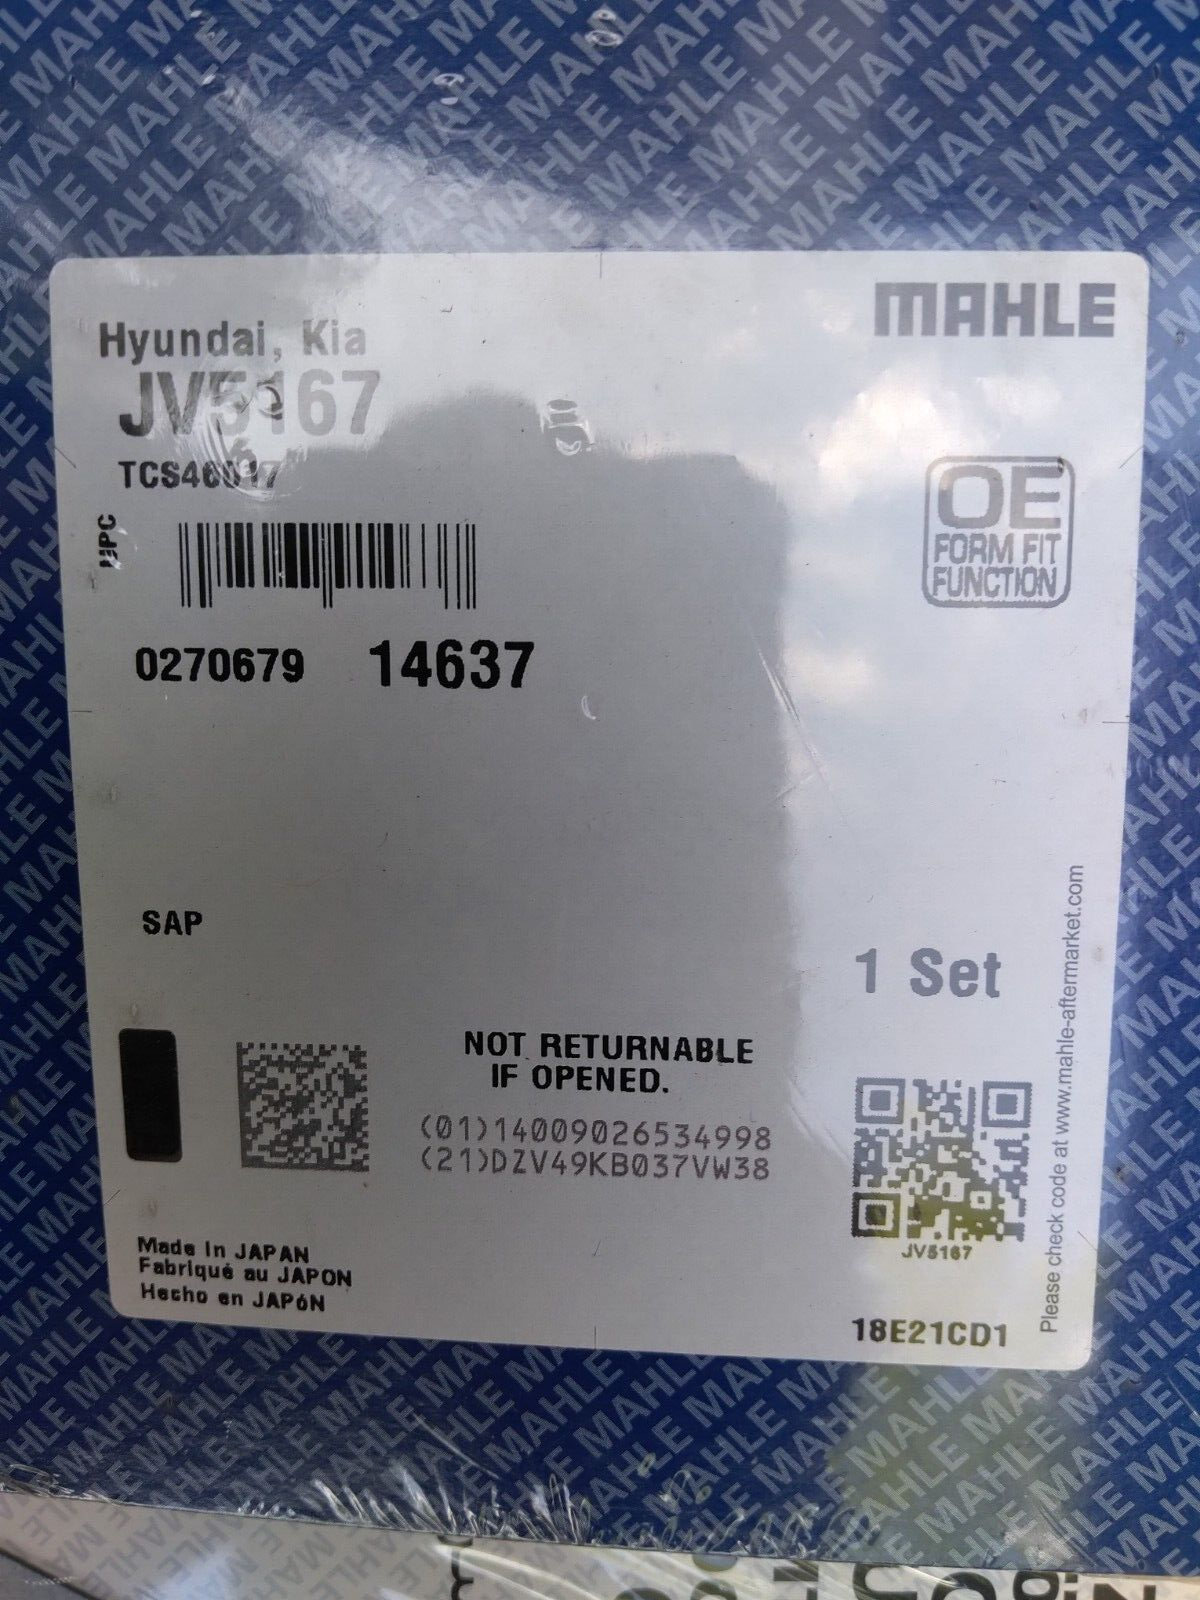 MAHLE
Hyundai, Kia
JV5167
TCS46017
UPC
OE
FORM FIT
FUNCTION
0270679 14637
SAP
1 Set
NOT RETURNABLE
IF OPENED.
(01)14009026534998
(21)DZV49KB037VW38
JV5167
Made In JAPAN
Fabriqué au JAPON
Hecho en JAPóN
18E21CD1
Please check code at www.mahle-aftermarket.com